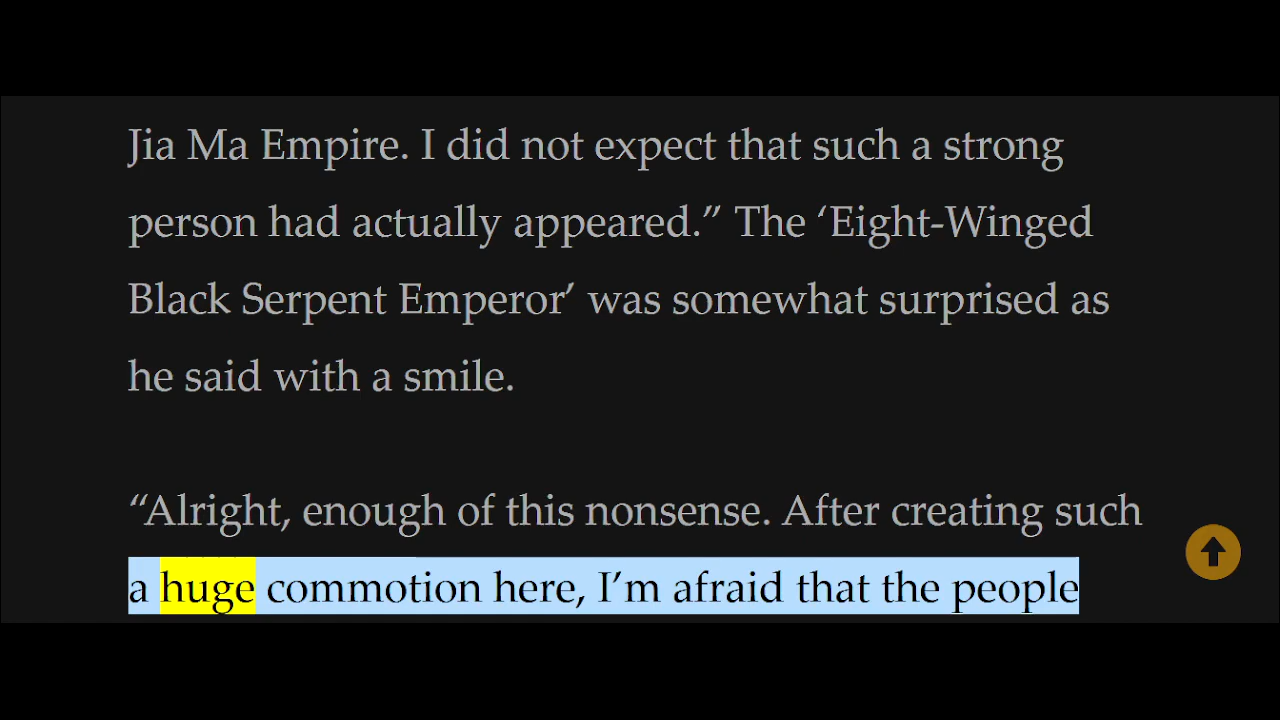 Jia Ma Empire. I did not expect that such a strong
person had actually appeared.” The ‘Eight-Winged
Black Serpent Emperor’ was somewhat surprised as
he said with a smile.
“Alright, enough of this nonsense. After creating such
a huge commotion here, I’m afraid that the people